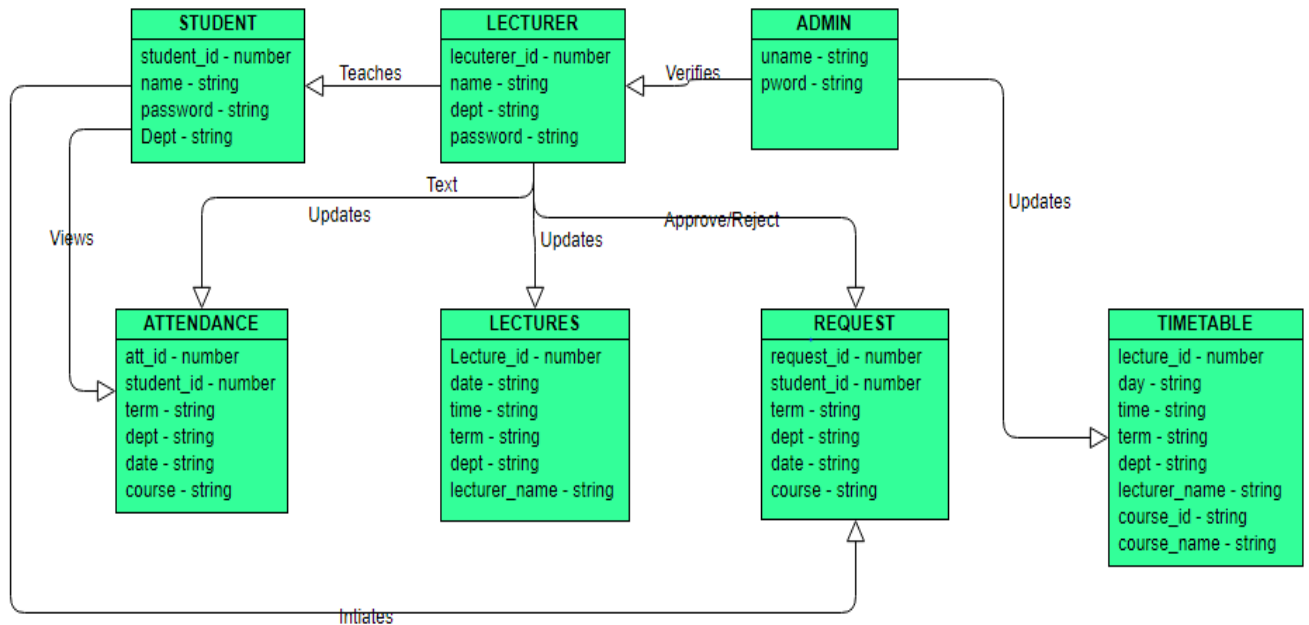 STUDENT
student_id - number
name - string
password - string
Dept - string
Teaches
LECTURER
lecuterer_id - number
name - string
dept - string
password - string
Verifies
ADMIN
uname - string
pword - string
Text
Updates
Views
Updates
Approve/Reject
Updates
ATTENDANCE
att_id - number
student_id - number
term - string
dept - string
date - string
course - string
LECTURES
Lecture_id - number
date - string
time - string
term - string
dept - string
lecturer_name - string
REQUEST
request_id - number
student_id - number
term - string
dept - string
date - string
course - string
TIMETABLE
lecture_id - number
day - string
time - string
term - string
dept - string
lecturer_name - string
course_id - string
course_name - string
Intiates